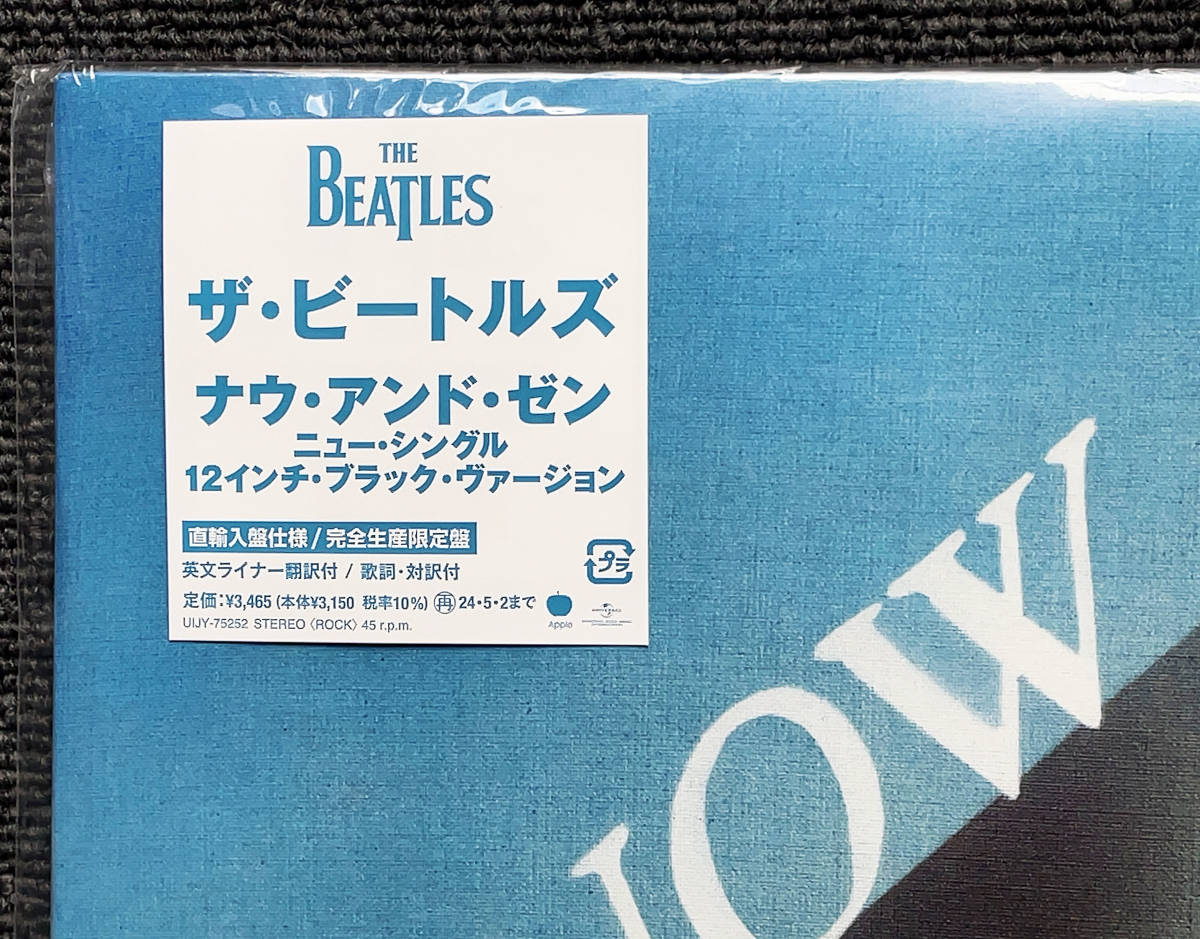 THE
BEATLES
ザ・ビートルズ
ナウ・アンド・ゼン
ニュー・シングル
12インチ・ブラック・ヴァージョン
直輸入盤仕様/完全生産限定盤
英文ライナー翻訳付 / 歌詞・対訳付
プラ
定価:¥3,465 (本体¥3,150 税率10%) ㊢ 24・5・2まで
UIJY-75252 STEREO 〈ROCK〉 45 r.p.m.
Apple
UNIVERSAL
NOW